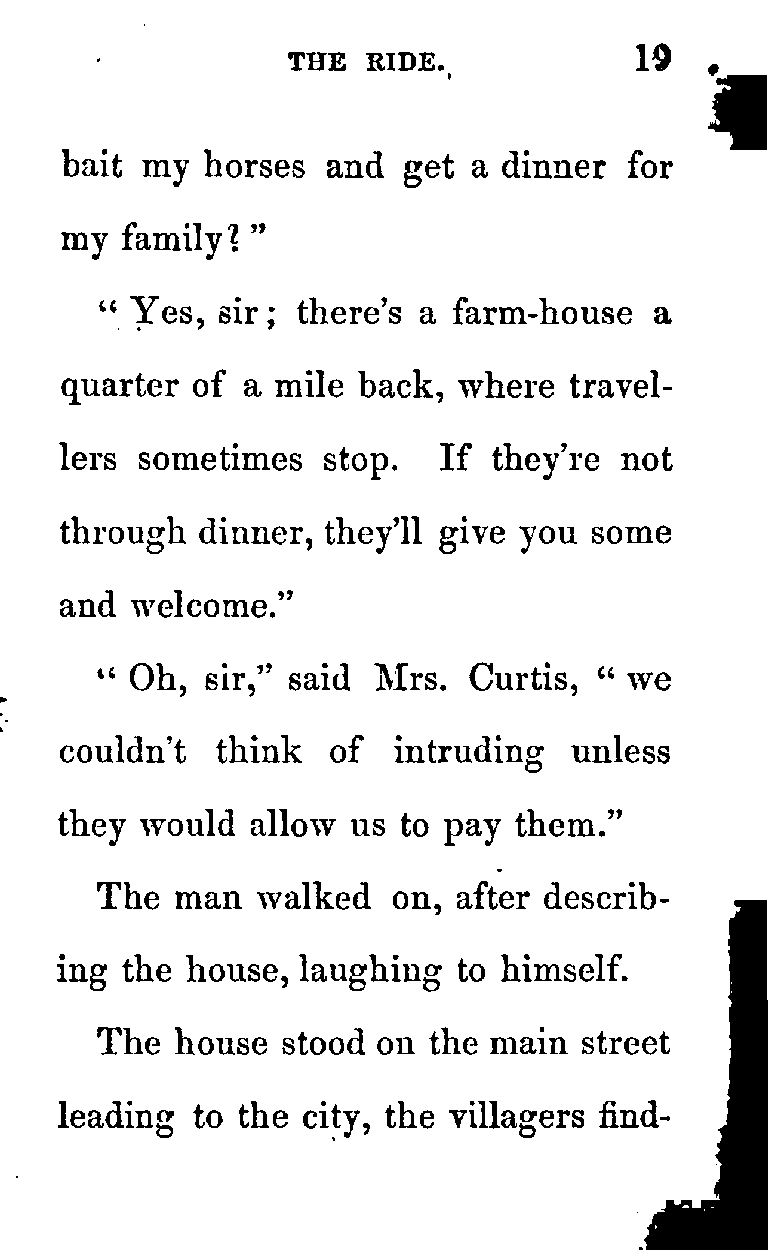 THE RIDE. 19
bait my horses and get a dinner for
my family?"
"Yes, sir; there's a farm-house a
quarter of a mile back, where travel-
lers sometimes stop. If they're not
through dinner, they'll give you some
and welcome."
"Oh, sir," said Mrs. Curtis, "we
couldn't think of intruding unless
they would allow us to pay them."
The man walked on, after describ-
ing the house, laughing to himself.
The house stood on the main street
leading to the city, the villagers find-